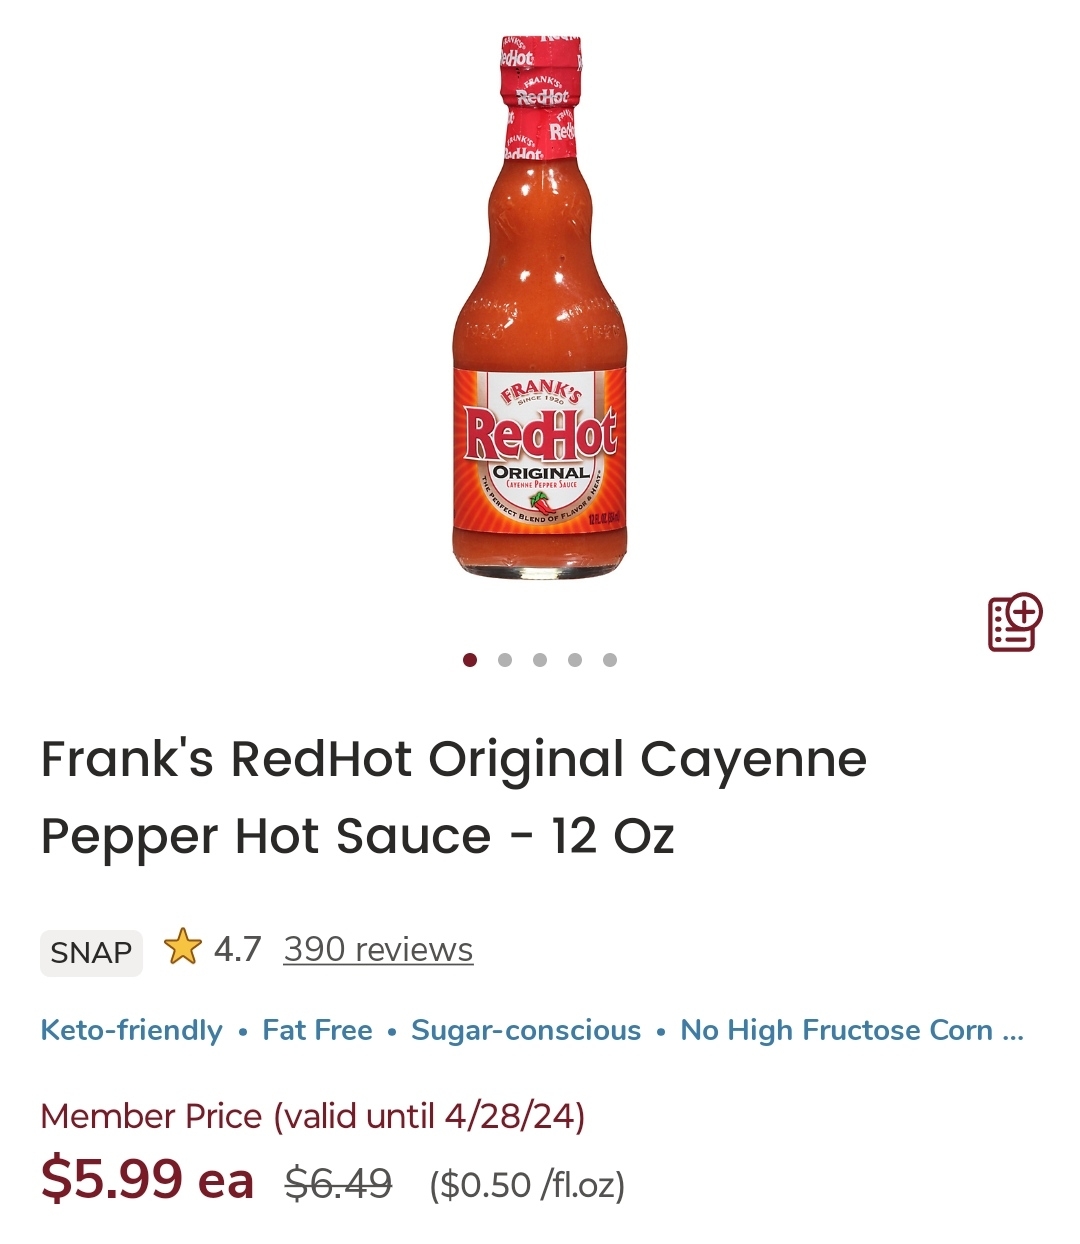 FRANK'S
RedHot
FRANK'S
SINCE 1920
RedHot
ORIGINAL
CAYENNE PEPPER SAUCE
THE PERFECT BLEND OF FLAVOR & HEAT
Frank's RedHot Original Cayenne
Pepper Hot Sauce - 12 Oz
SNAP 4.7 390 reviews
Keto-friendly • Fat Free • Sugar-conscious • No High Fructose Corn ...
Member Price (valid until 4/28/24)
$5.99 ea $6.49 ($0.50 /fl.oz)